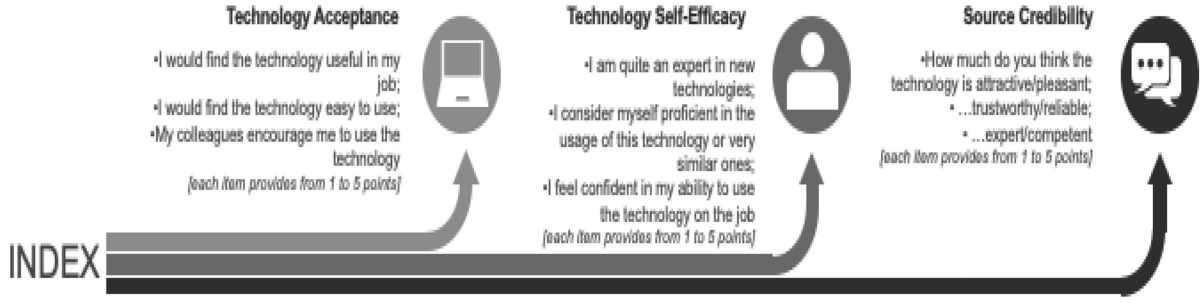 Technology Acceptance
•I would find the technology useful in my
job;
•I would find the technology easy to use;
•My colleagues encourage me to use the
technology
[each item provides from 1 to 5 points]
Technology Self-Efficacy
•I am quite an expert in new
technologies;
•I consider myself proficient in the
usage of this technology or very
similar ones;
•I feel confident in my ability to use
the technology on the job
[each item provides from 1 to 5 points]
Source Credibility
•How much do you think the
technology is attractive/pleasant;
• …trustworthy/reliable;
• …expert/competent
[each item provides from 1 to 5 points]
INDEX